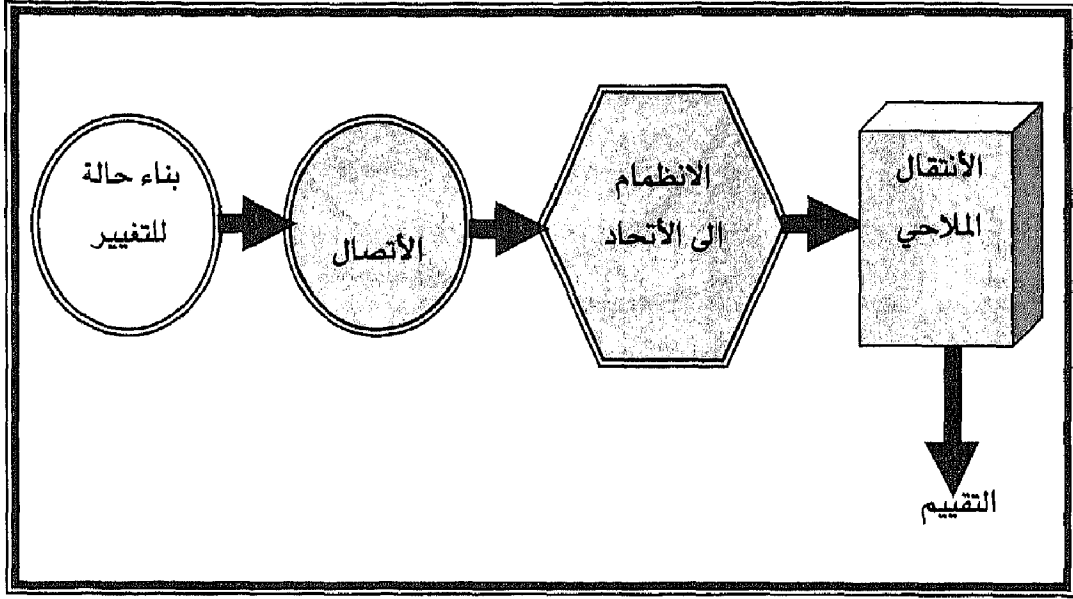 بناء حالة
للتغيير
الأتصال
الانظمام
الى الأتحاد
الأنتقال
الملاحي
التقييم